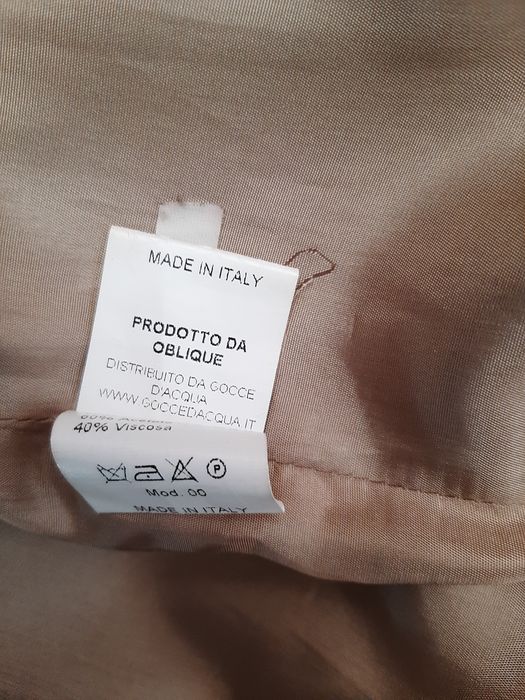 MADE IN ITALY
PRODOTTO DA
OBLIQUE
DISTRIBUITO DA GOCCE
D'ACQUA
WWW.GOCCEDACQUA.IT
40% Viscosa
P
Mod. 00
MADE IN ITALY